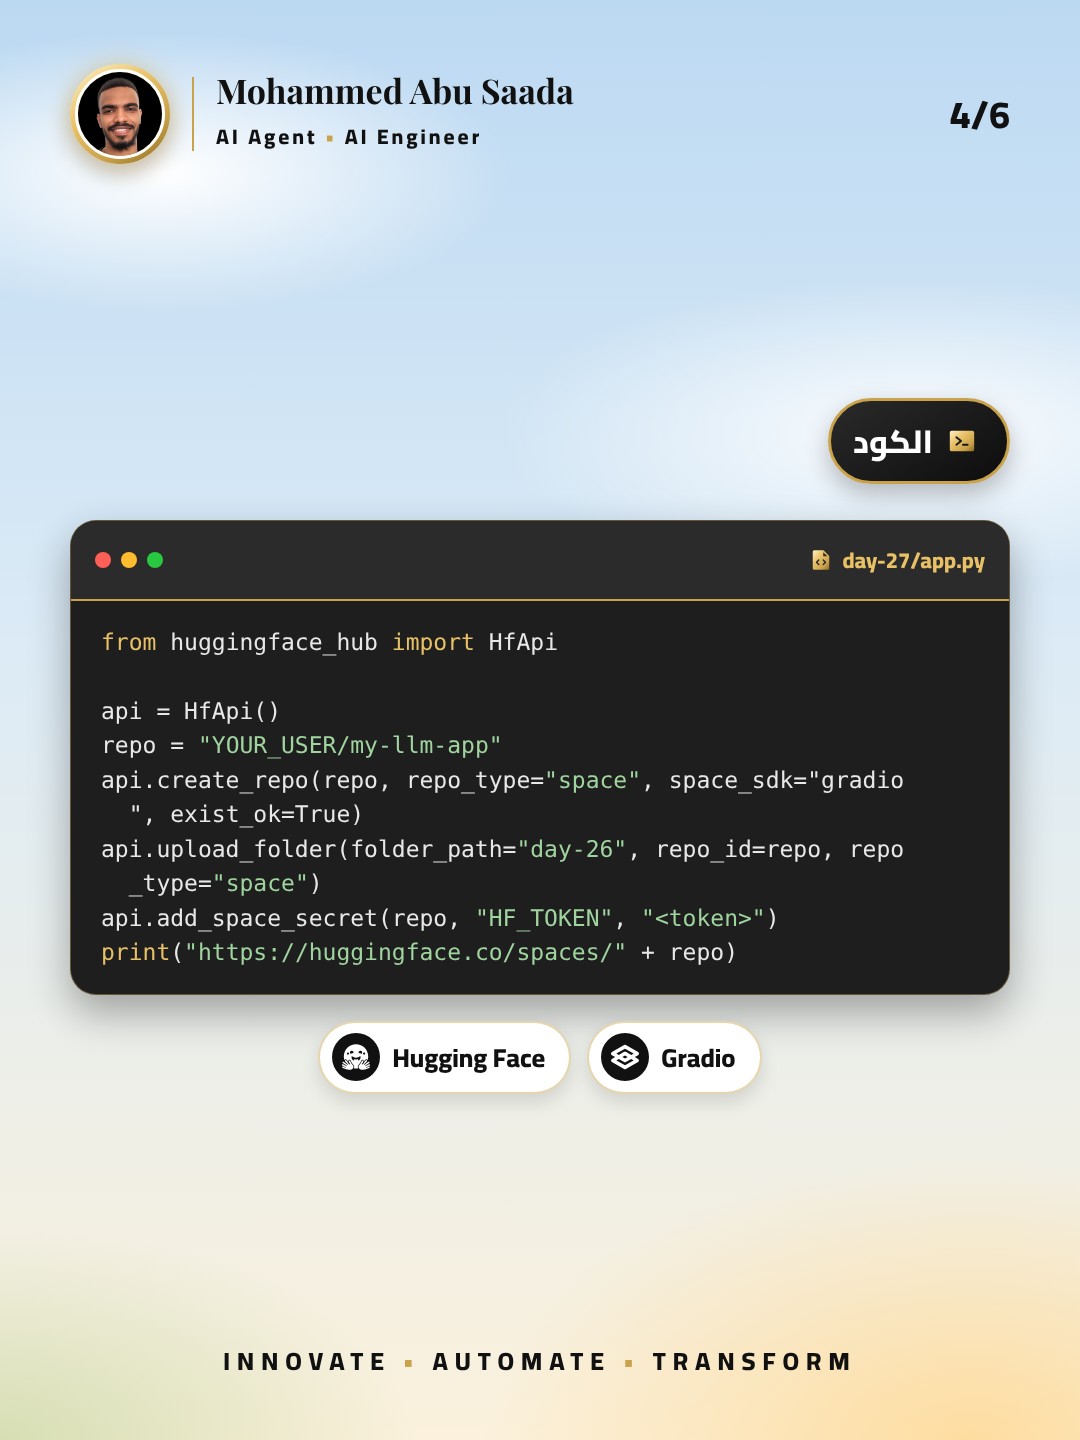 Mohammed Abu Saada
AI Agent ▪ AI Engineer
4/6
الكود
day-27/app.py
from huggingface_hub import HfApi
api = HfApi()
repo = "YOUR_USER/my-llm-app"
api.create_repo(repo, repo_type="space", space_sdk="gradio
", exist_ok=True)
api.upload_folder(folder_path="day-26", repo_id=repo, repo
_type="space")
api.add_space_secret(repo, "HF_TOKEN", "<token>")
print("https://huggingface.co/spaces/" + repo)
Hugging Face
Gradio
INNOVATE ▪ AUTOMATE ▪ TRANSFORM